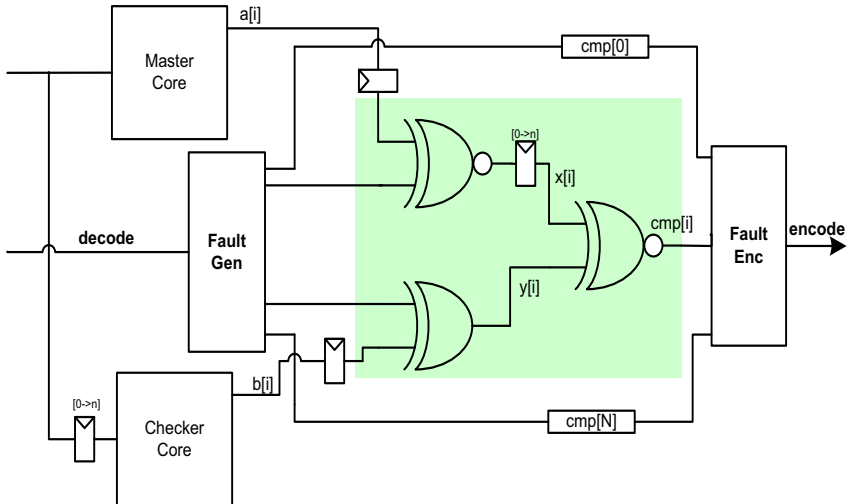 a[i]
Master
Core
cmp[0]
[0->n]
x[i]
cmp[i]
decode
Fault
Gen
Fault
Enc
encode
y[i]
b[i]
[0->n]
Checker
Core
cmp[N]